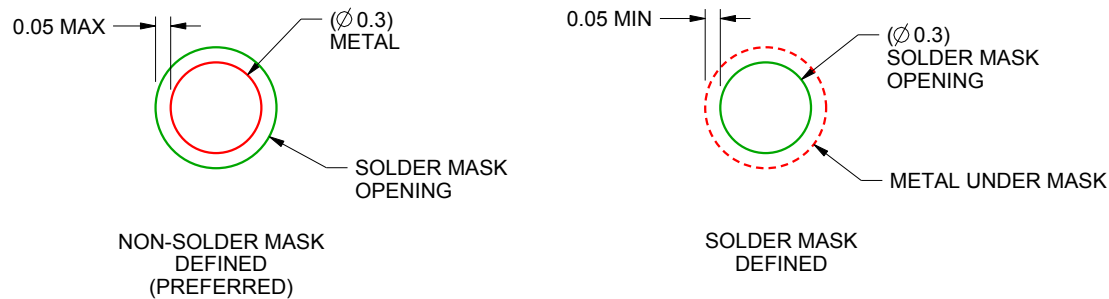 0.05 MAX
(Ø 0.3)
METAL
SOLDER MASK
OPENING
NON-SOLDER MASK
DEFINED
(PREFERRED)
0.05 MIN
(Ø 0.3)
SOLDER MASK
OPENING
METAL UNDER MASK
SOLDER MASK
DEFINED